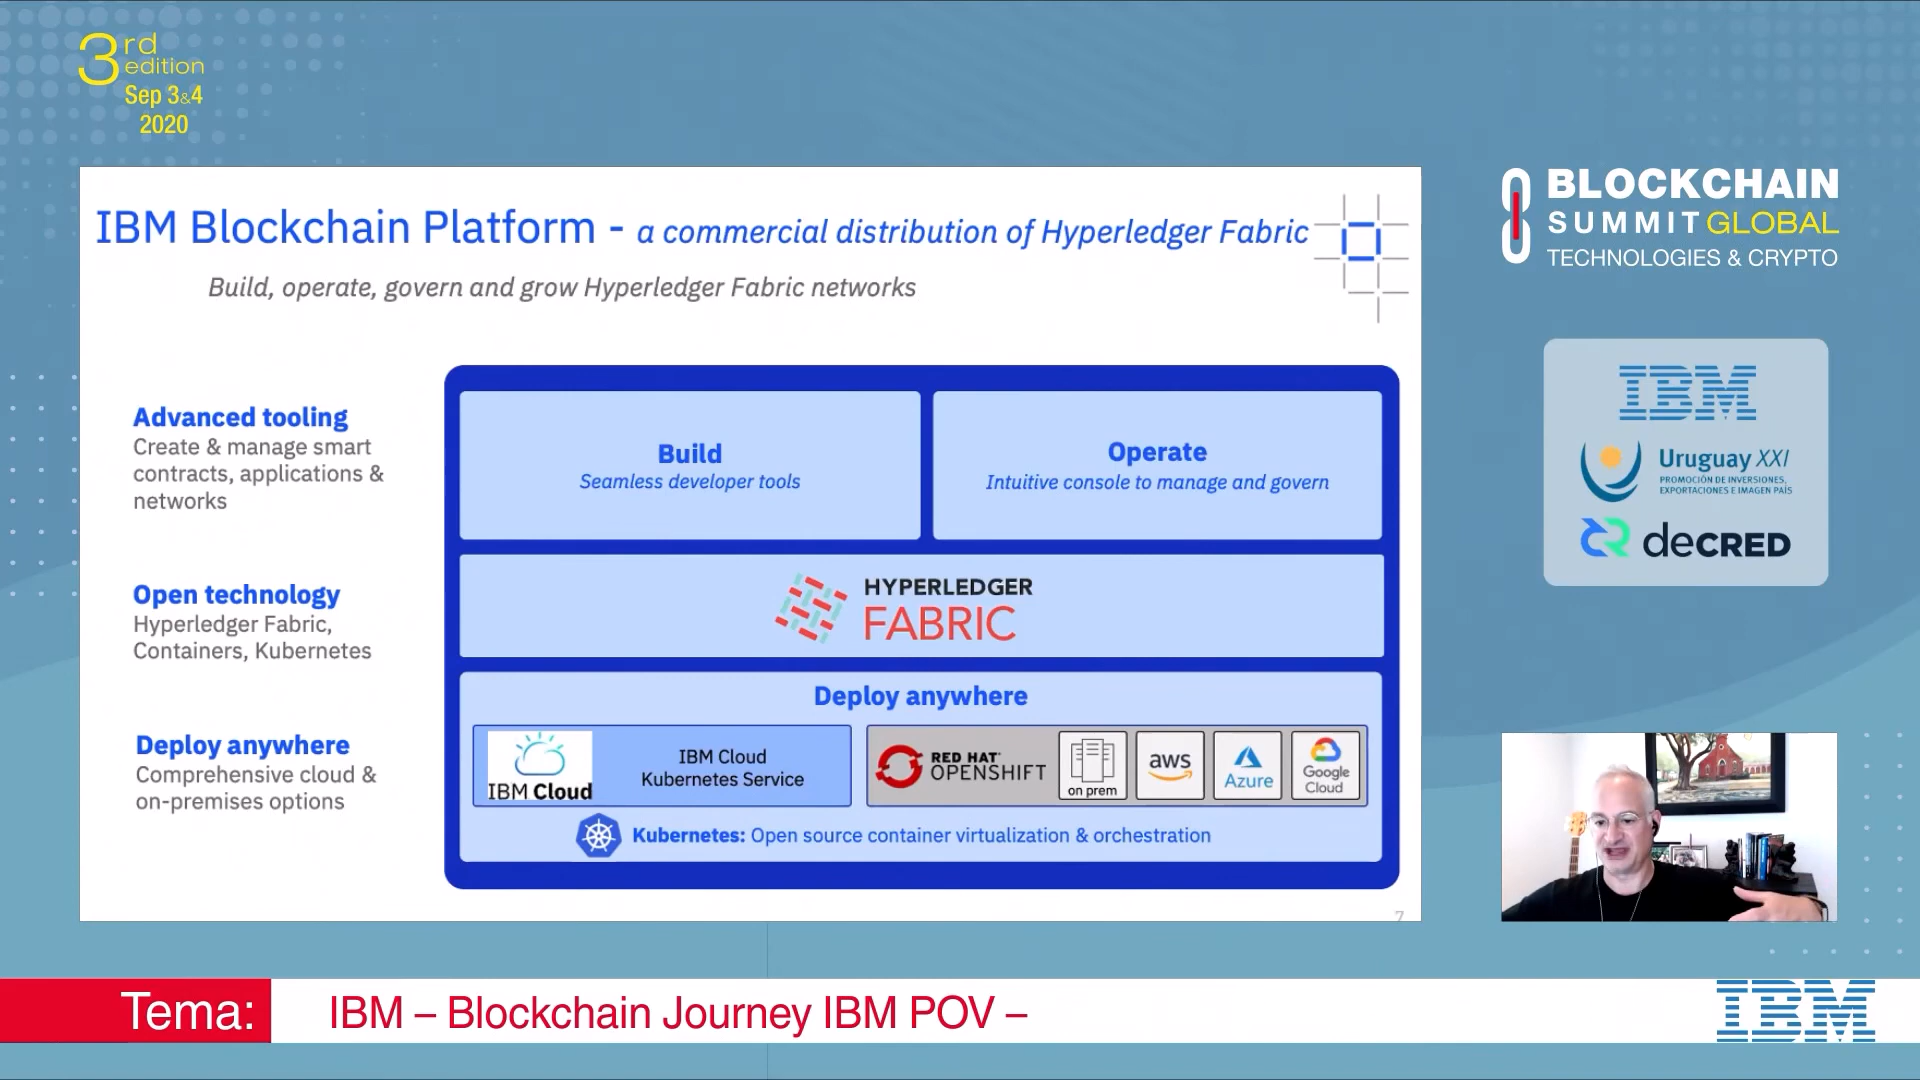 3rd
edition
Sep 3&4
2020
IBM Blockchain Platform - a commercial distribution of Hyperledger Fabric
Build, operate, govern and grow Hyperledger Fabric networks
Advanced tooling
Create & manage smart
contracts, applications &
networks
Open technology
Hyperledger Fabric,
Containers, Kubernetes
Deploy anywhere
Comprehensive cloud &
on-premises options
Build
Seamless developer tools
Operate
Intuitive console to manage and govern
HYPERLEDGER
FABRIC
Deploy anywhere
IBM Cloud
IBM Cloud
Kubernetes Service
RED HAT®
OPENSHIFT
on prem
aws
Azure
Google
Cloud
Kubernetes: Open source container virtualization & orchestration
7
BLOCKCHAIN
SUMMIT GLOBAL
TECHNOLOGIES & CRYPTO
IBM
Uruguay XXI
PROMOCIÓN DE INVERSIONES,
EXPORTACIONES E IMAGEN PAÍS
deCRED
Tema:
IBM – Blockchain Journey IBM POV –
IBM